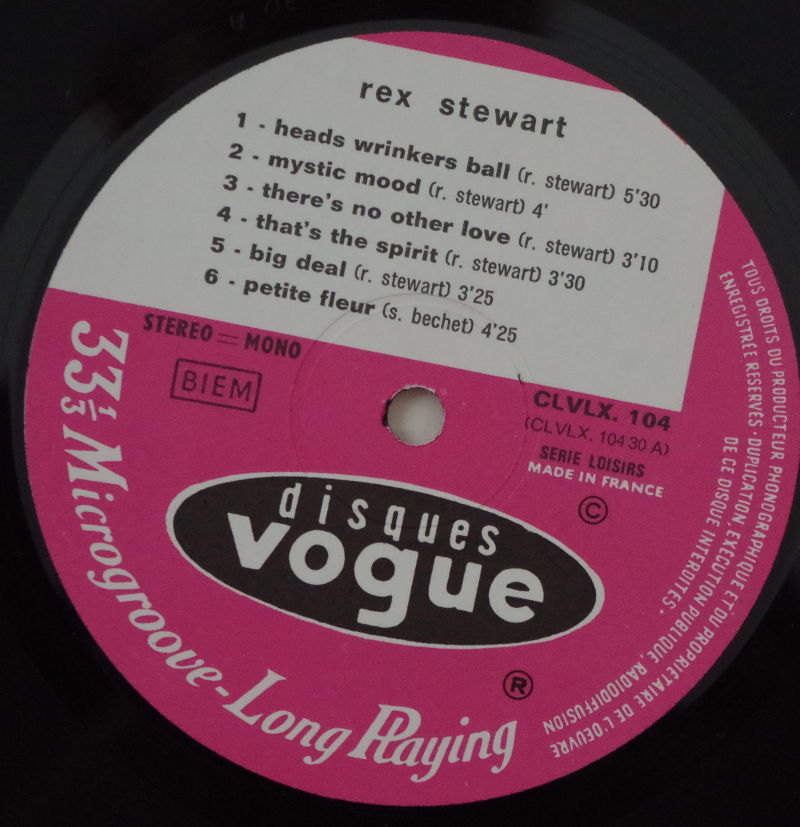 rex stewart
1 - heads wrinkers ball (r. stewart) 5'30
2 - mystic mood (r. stewart) 4'
3 - there's no other love (r. stewart) 3'10
4 - that's the spirit (r. stewart) 3'30
5 - big deal (r. stewart) 3'25
6 - petite fleur (s. bechet) 4'25
STEREO = MONO
BIEM
CLVLX. 104
(CLVLX. 104 30 A)
SERIE LOISIRS
MADE IN FRANCE
©
disques
vogue
®
33 1/3 Microgroove - Long Playing
TOUS DROITS DU PRODUCTEUR PHONOGRAPHIQUE ET DU PROPRIETAIRE DE L'OEUVRE
ENREGISTRÉE RESERVES - DUPLICATION, EXECUTION PUBLIQUE, RADIODIFFUSION
DE CE DISQUE INTERDITES.